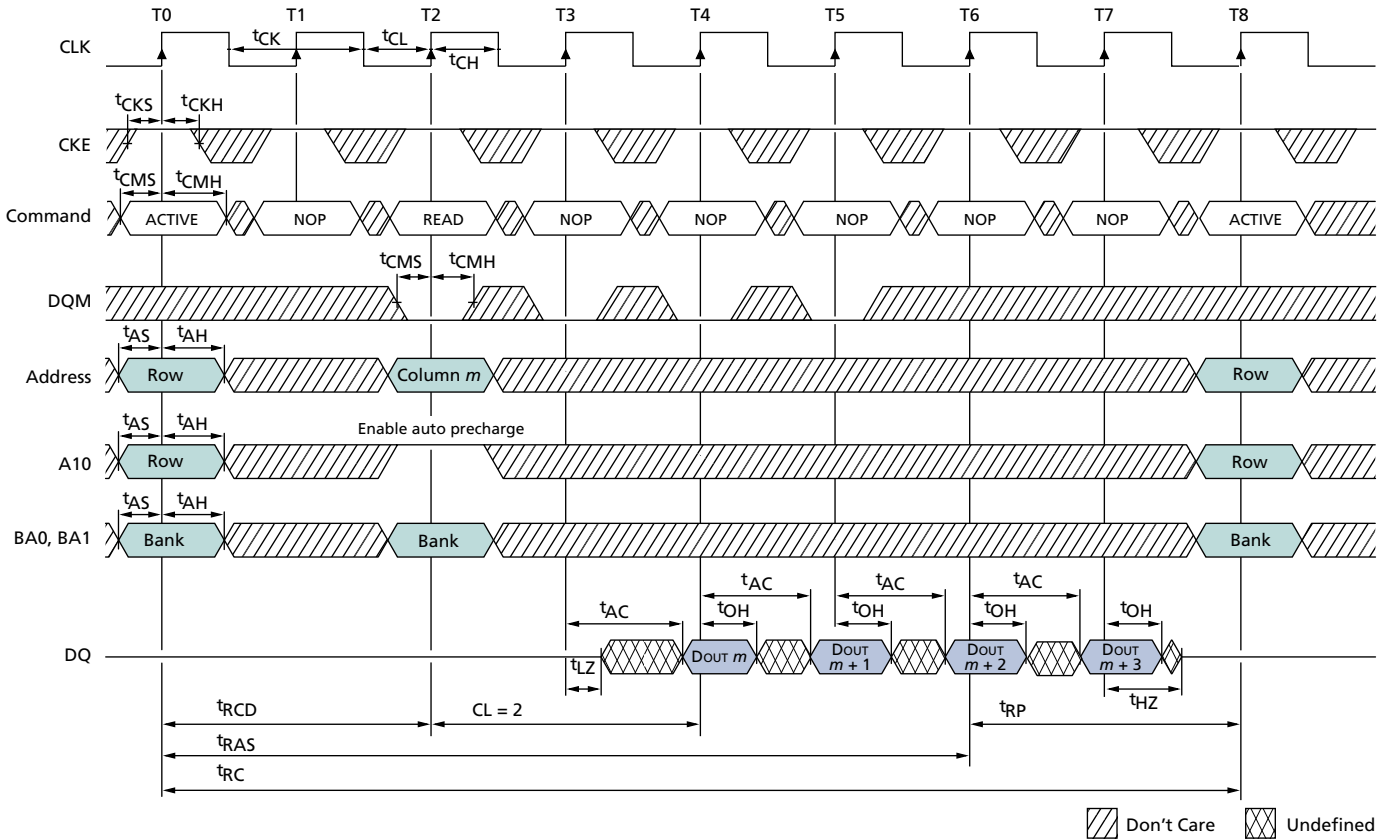 T0 T1 T2 T3 T4 T5 T6 T7 T8
CLK
tCK tCL
tCH
tCKS tCKH
CKE
tCMS tCMH
Command ACTIVE NOP READ NOP NOP NOP NOP NOP ACTIVE
tCMS tCMH
DQM
tAS tAH
Address Row Column m Row
tAS tAH
Enable auto precharge
A10 Row Row
tAS tAH
BA0, BA1 Bank Bank Bank
tAC tAC tAC
tAC tOH tOH tOH tOH
DQ DOUT m DOUT m + 1 DOUT m + 2 DOUT m + 3
tLZ tHZ
tRCD CL = 2 tRP
tRAS
tRC
Don't Care Undefined